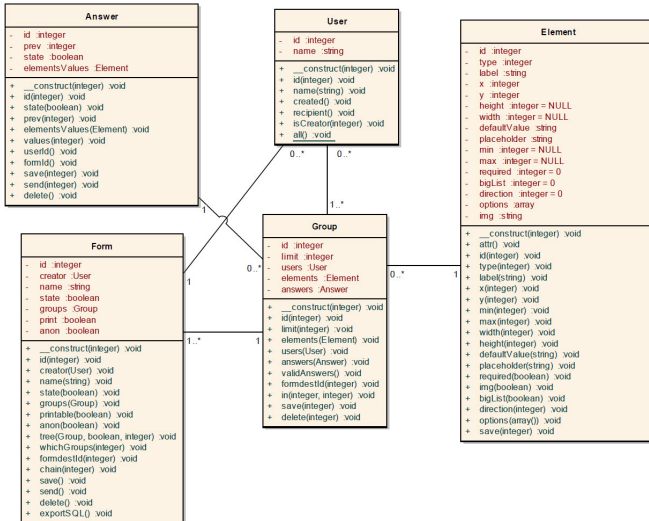 Answer
- id :integer
- prev :integer
- state :boolean
- elementsValues :Element
+ __construct(integer) :void
+ id(integer) :void
+ state(boolean) :void
+ prev(integer) :void
+ elementsValues(Element) :void
+ values(integer) :void
+ userId() :void
+ formId() :void
+ save(integer) :void
+ send(integer) :void
+ delete() :void
User
- id :integer
- name :string
+ __construct(integer) :void
+ id(integer) :void
+ name(string) :void
+ created() :void
+ recipient() :void
+ isCreator(integer) :void
+ all() :void
Element
- id :integer
- type :integer
- label :string
- x :integer
- y :integer
- height :integer = NULL
- width :integer = NULL
- defaultValue :string
- placeholder :string
- min :integer = NULL
- max :integer = NULL
- required :integer = 0
- bigList :integer = 0
- direction :integer = 0
- options :array
- img :string
+ __construct(integer) :void
+ attr() :void
+ id(integer) :void
+ type(integer) :void
+ label(string) :void
+ x(integer) :void
+ y(integer) :void
+ min(integer) :void
+ max(integer) :void
+ width(integer) :void
+ height(integer) :void
+ defaultValue(string) :void
+ placeholder(string) :void
+ required(boolean) :void
+ img(boolean) :void
+ bigList(boolean) :void
+ direction(integer) :void
+ options(array()) :void
+ save(integer) :void
Form
- id :integer
- creator :User
- name :string
- state :boolean
- groups :Group
- print :boolean
- anon :boolean
+ __construct(integer) :void
+ id(integer) :void
+ creator(User) :void
+ name(string) :void
+ state(boolean) :void
+ groups(Group) :void
+ printable(boolean) :void
+ anon(boolean) :void
+ tree(Group, boolean, integer) :void
+ whichGroups(integer) :void
+ formdestId(integer) :void
+ chain(integer) :void
+ save() :void
+ send() :void
+ delete() :void
+ exportSQL() :void
Group
- id :integer
- limit :integer
- users :User
- elements :Element
- answers :Answer
+ __construct(integer) :void
+ id(integer) :void
+ limit(integer) :void
+ elements(Element) :void
+ users(User) :void
+ answers(Answer) :void
+ validAnswers() :void
+ formdestId(integer) :void
+ in(integer, integer) :void
+ save(integer) :void
+ delete(integer) :void
0..*
0..*
1
0..*
0..*
1
1..*
1
0..*
1